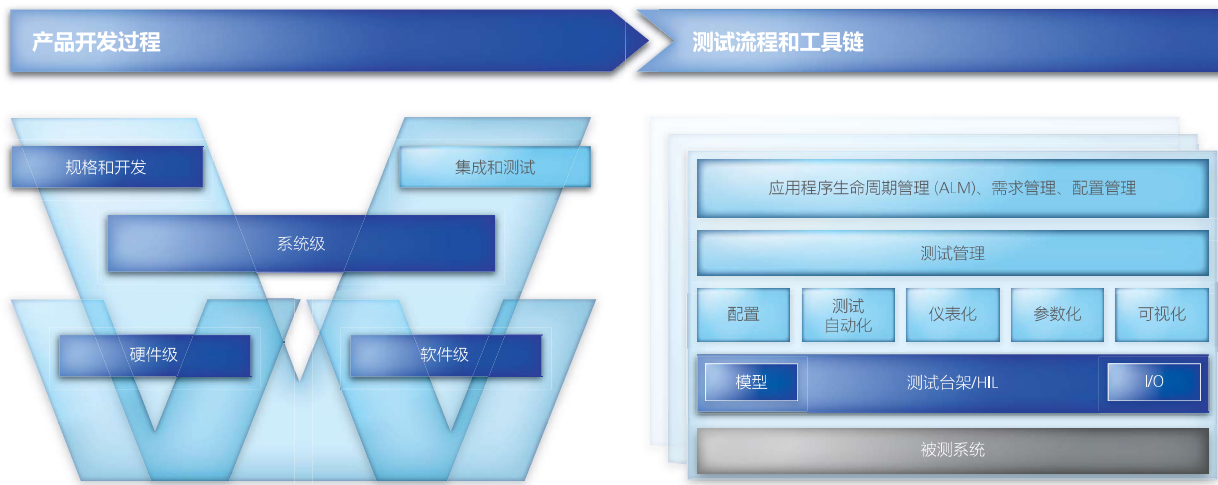 产品开发过程
测试流程和工具链
规格和开发
集成和测试
系统级
硬件级
软件级
应用程序生命周期管理 (ALM)、需求管理、配置管理
测试管理
配置
测试
自动化
仪表化
参数化
可视化
模型
测试台架/HIL
I/O
被测系统